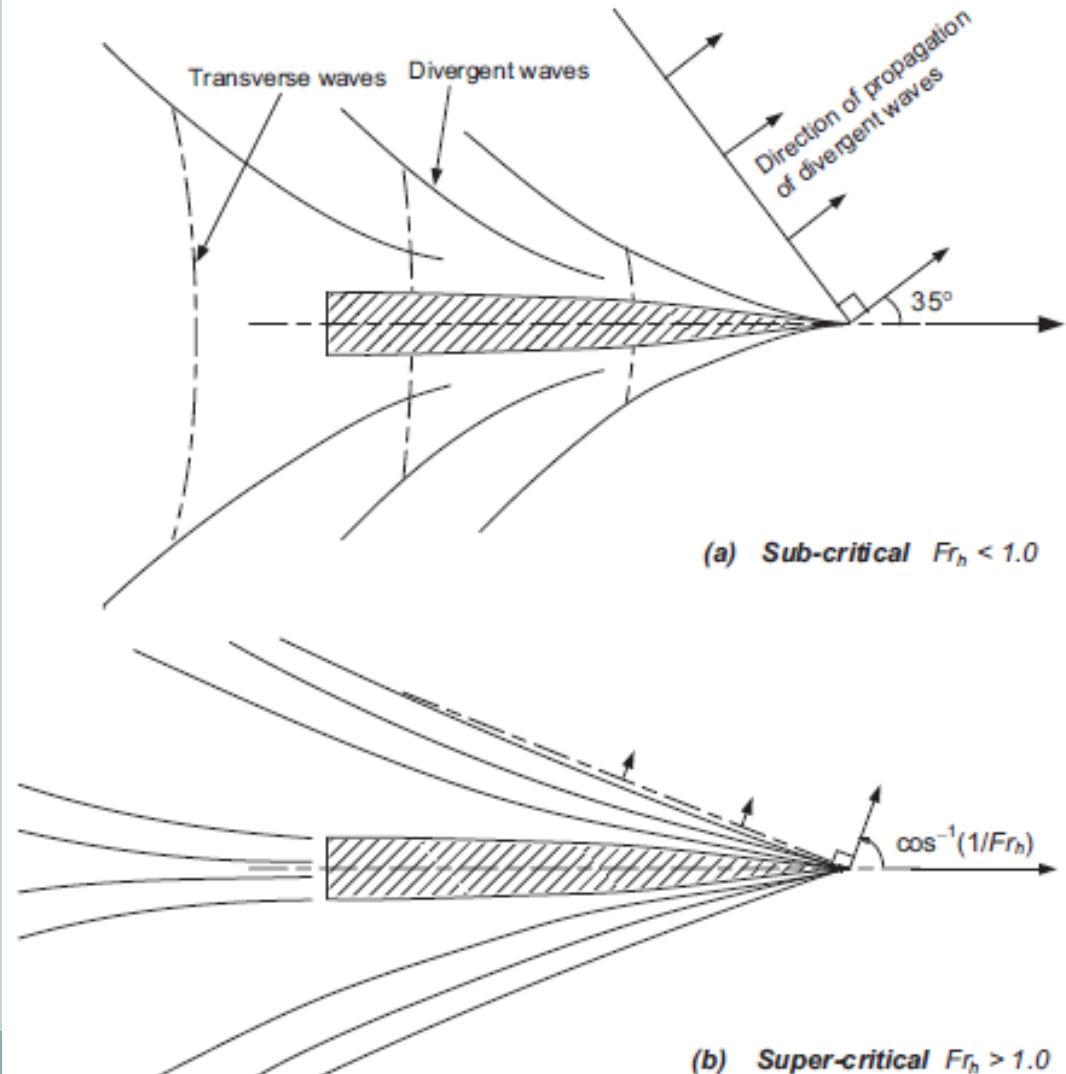 Transverse waves
Divergent waves
Direction of propagation
of divergent waves
35°
(a) Sub-critical Frₕ < 1.0
cos⁻¹(1/Frₕ)
(b) Super-critical Frₕ > 1.0